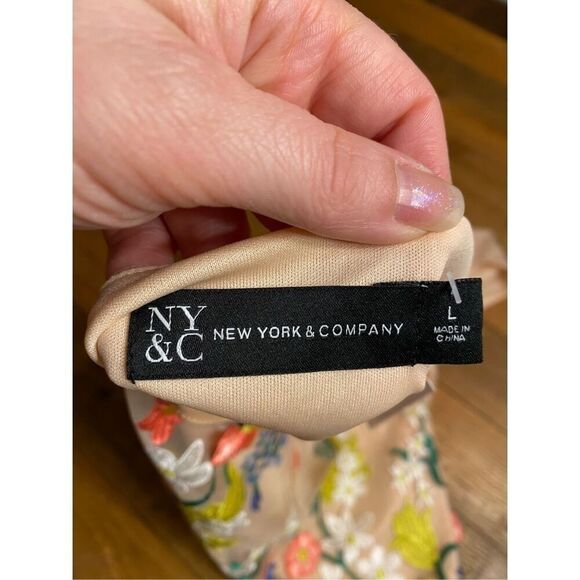 NY
&C
NEW YORK & COMPANY
L
MADE IN
CHINA